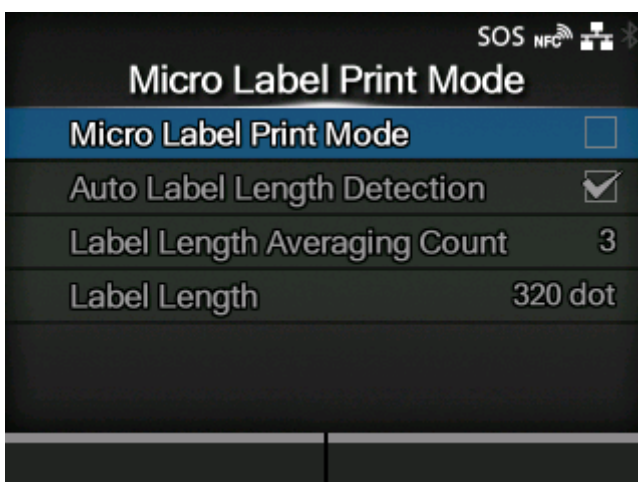 SOS NFC
Micro Label Print Mode
Micro Label Print Mode
Auto Label Length Detection
Label Length Averaging Count 3
Label Length 320 dot